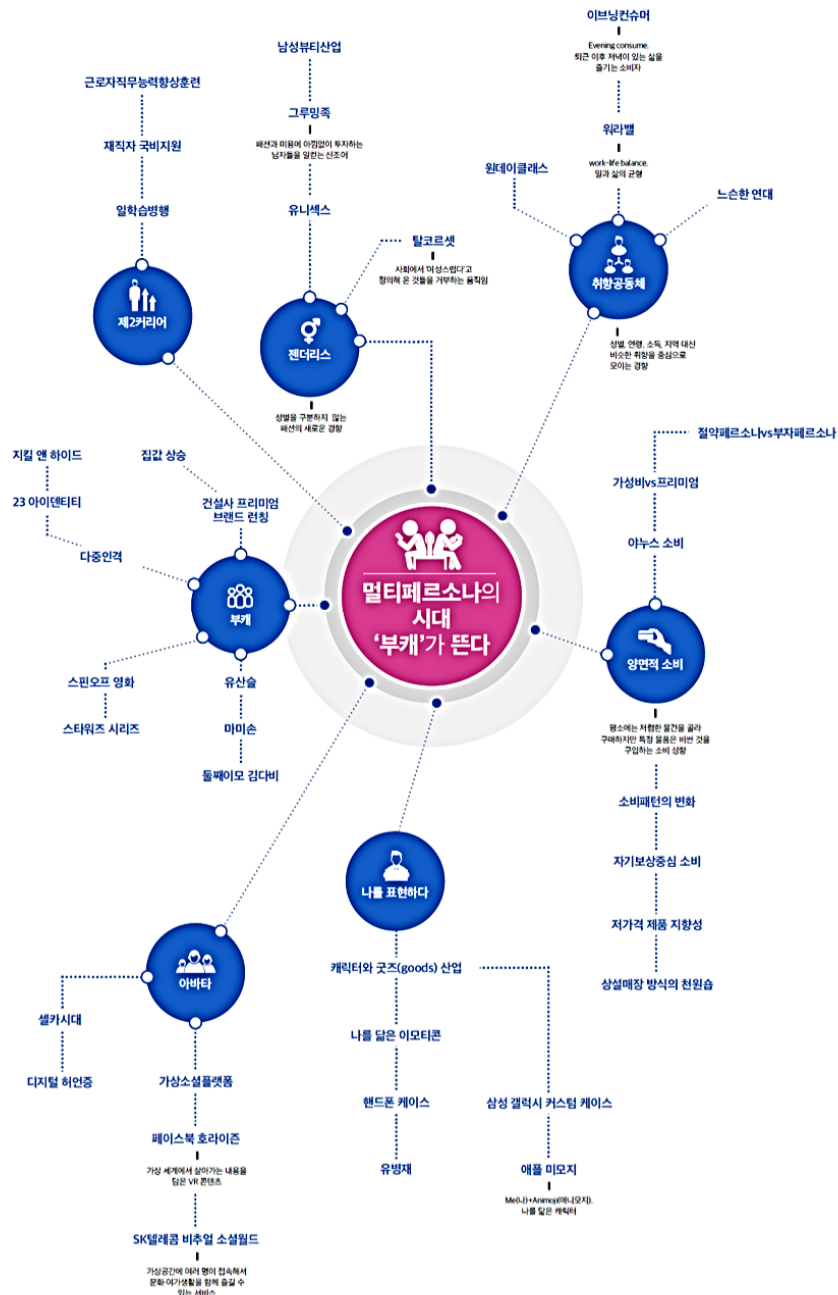 이브닝컨슈머
Evening consume.
퇴근 이후 저녁이 있는 삶을
즐기는 소비자
워라밸
work-life balance.
일과 삶의 균형
원데이클래스
느슨한 연대
취향공동체
성별, 연령, 소득, 지역 대신
비슷한 취향을 중심으로
모이는 경향
남성뷰티산업
그루밍족
패션과 미용에 아낌없이 투자하는
남자들을 일컫는 신조어
유니섹스
탈코르셋
사회에서 '여성스럽다'고
정의해 온 것들을 거부하는 움직임
젠더리스
성별을 구분하지 않는
패션의 새로운 경향
근로자직무능력향상훈련
재직자 국비지원
일학습병행
제2커리어
멀티페르소나의
시대
'부캐'가 뜬다
지킬 앤 하이드
23 아이덴티티
다중인격
집값 상승
건설사 프리미엄
브랜드 런칭
부캐
스핀오프 영화
스타워즈 시리즈
유산슬
마미손
둘째이모 김다비
절약페르소나vs부자페르소나
가성비vs프리미엄
야누스 소비
양면적 소비
평소에는 저렴한 물건을 골라
구매하지만 특정 물품은 비싼 것을
구입하는 소비 성향
소비패턴의 변화
자기보상중심 소비
저가격 제품 지향성
상설매장 방식의 천원숍
나를 표현하다
캐릭터와 굿즈(goods) 산업
나를 닮은 이모티콘
핸드폰 케이스
유병재
삼성 갤럭시 커스텀 케이스
애플 미모지
Me(나)+Animoji(애니모지).
나를 닮은 캐릭터
아바타
셀카시대
디지털 허언증
가상소셜플랫폼
페이스북 호라이즌
가상 세계에서 살아가는 내용을
담은 VR 콘텐츠
SK텔레콤 비추얼 소셜월드
가상공간에 여러 명이 접속해서
문화·여가생활을 함께 즐길 수
있는 서비스